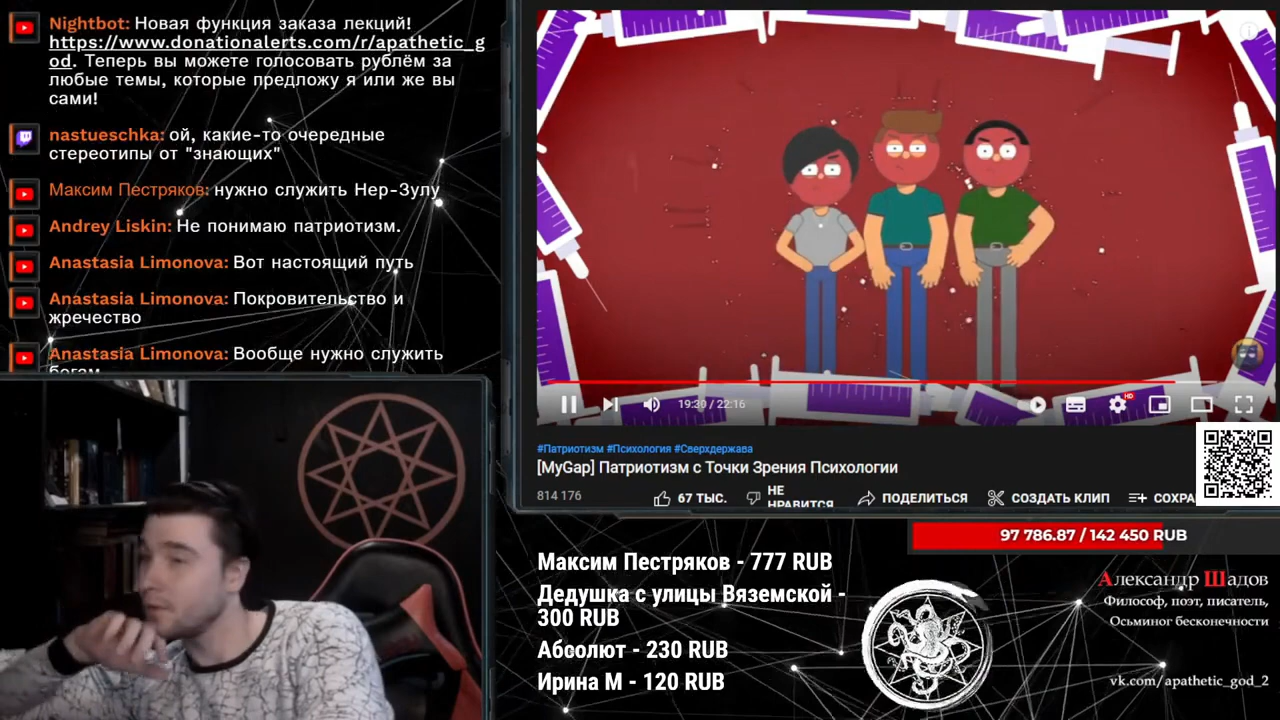 Nightbot: Новая функция заказа лекций!
https://www.donationalerts.com/r/apathetic_g
od. Теперь вы можете голосовать рублём за
любые темы, которые предложу я или же вы
сами!
nastueschka: ой, какие-то очередные
стереотипы от "знающих"
Максим Пестряков: нужно служить Нер-Зулу
Andrey Liskin: Не понимаю патриотизм.
Anastasia Limonova: Вот настоящий путь
Anastasia Limonova: Покровительство и
жречество
Anastasia Limonova: Вообще нужно служить
богам
19:30 / 22:16
HD
#Патриотизм #Психология #Сверхдержава
[MyGap] Патриотизм с Точки Зрения Психологии
814 176
67 ТЫС.
НЕ
НРАВИТСЯ
ПОДЕЛИТЬСЯ
СОЗДАТЬ КЛИП
СОХРА
97 786.87 / 142 450 RUB
Максим Пестряков - 777 RUB
Дедушка с улицы Вяземской -
300 RUB
Абсолют - 230 RUB
Ирина М - 120 RUB
Александр Шадов
Философ, поэт, писатель,
Осьминог бесконечности
vk.com/apathetic_god_2